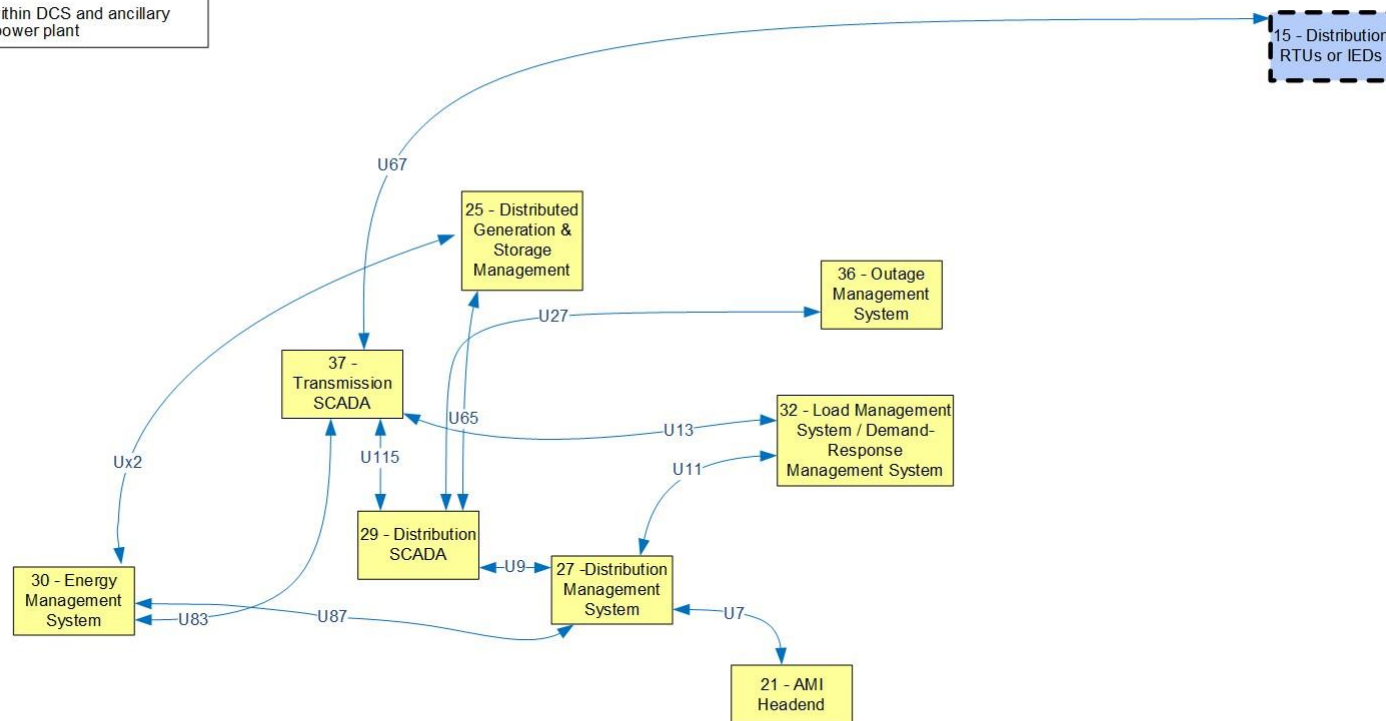 ithin DCS and ancillary
power plant
15 - Distribution
RTUs or IEDs
U67
25 - Distributed
Generation &
Storage
Management
36 - Outage
Management
System
U27
37 -
Transmission
SCADA
U65
32 - Load Management
System / Demand-
Response
Management System
U13
U115
Ux2
U11
29 - Distribution
SCADA
U9
27 -Distribution
Management
System
30 - Energy
Management
System
U83
U87
U7
21 - AMI
Headend